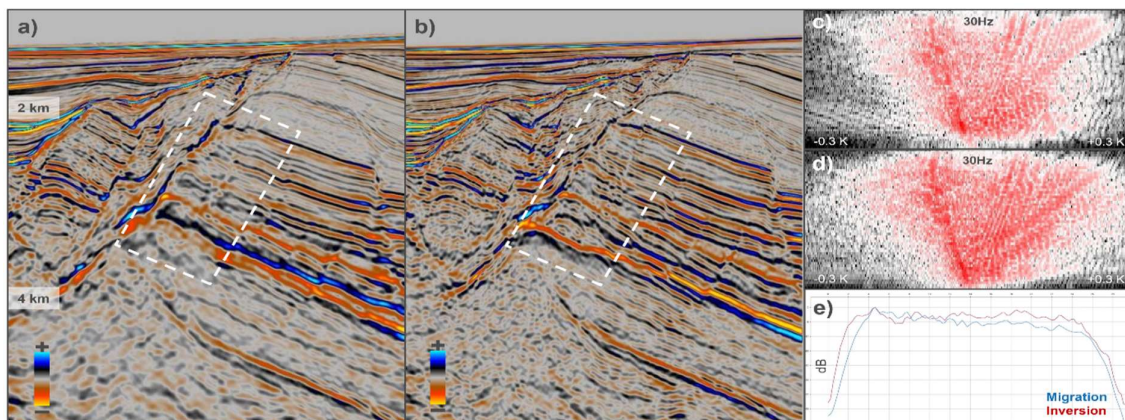 a)
2 km
4 km
+
b)
+
c)
30Hz
-0.3 K
+0.3 K
d)
30Hz
-0.3 K
+0.3 K
e)
dB
Migration
Inversion